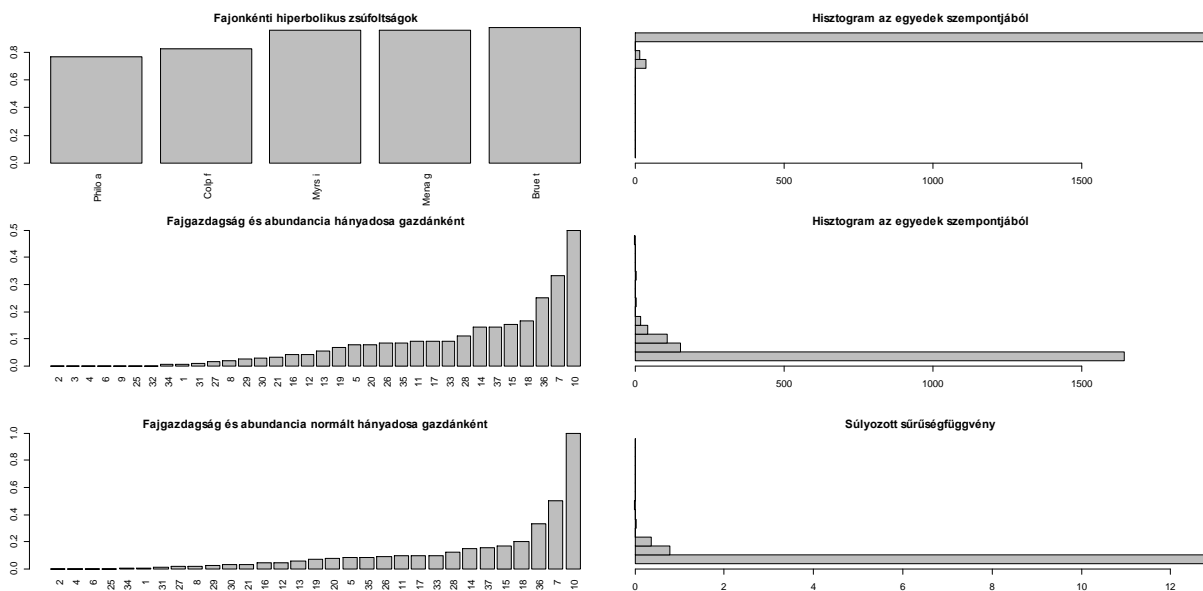 Fajonkénti hiperbolikus zsúfoltságok
0.0 0.2 0.4 0.6 0.8
Philo a Colp f Myrs i Mena g Brue t
Hisztogram az egyedek szempontjából
0 500 1000 1500
Fajgazdagság és abundancia hányadosa gazdánként
0.0 0.1 0.2 0.3 0.4 0.5
2 3 4 6 9 25 32 34 1 31 27 8 29 30 21 16 12 13 19 5 20 26 35 11 17 33 28 14 37 15 18 36 7 10
Hisztogram az egyedek szempontjából
0 500 1000 1500
Fajgazdagság és abundancia normált hányadosa gazdánként
0.0 0.2 0.4 0.6 0.8 1.0
2 4 6 25 34 1 31 27 8 29 30 21 16 12 13 19 20 5 35 26 11 17 33 28 14 37 15 18 36 7 10
Súlyozott sűrűségfüggvény
0 2 4 6 8 10 12